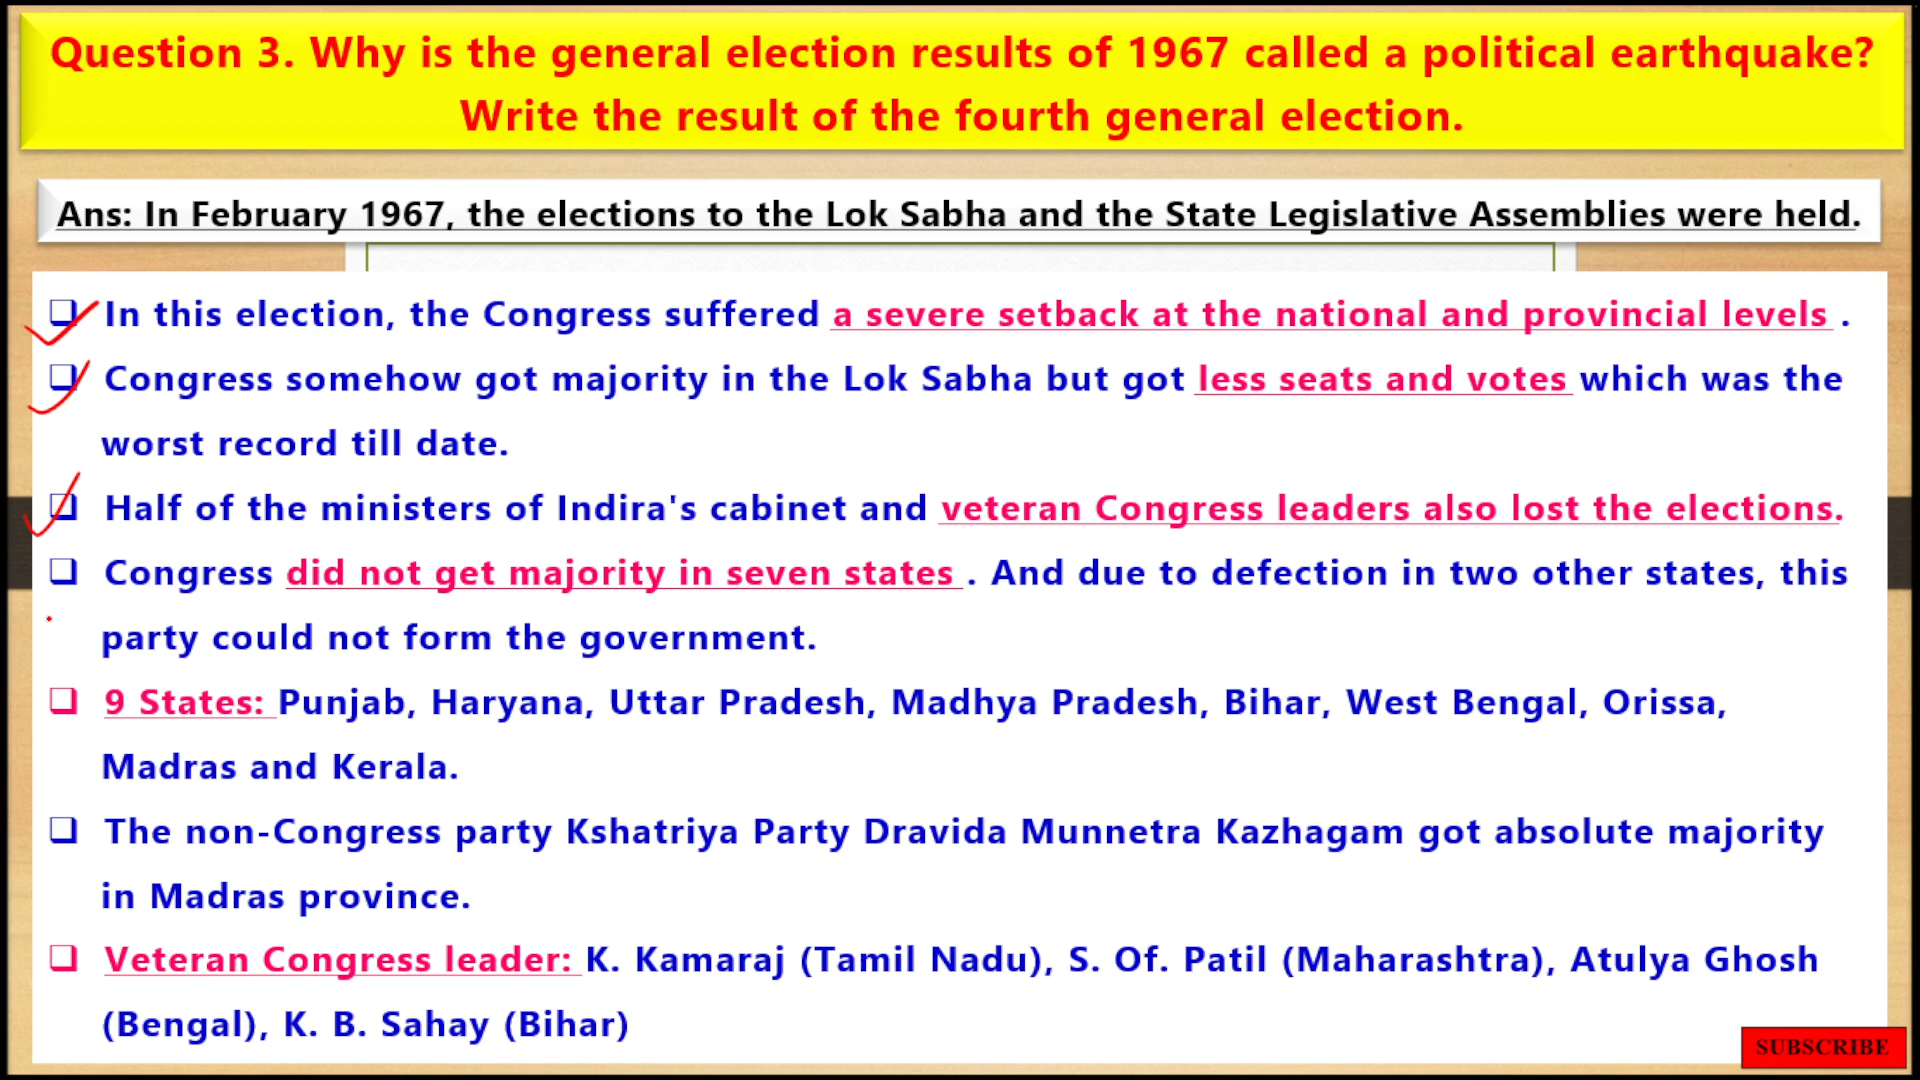 Question 3. Why is the general election results of 1967 called a political earthquake?
Write the result of the fourth general election.
Ans: In February 1967, the elections to the Lok Sabha and the State Legislative Assemblies were held.
In this election, the Congress suffered a severe setback at the national and provincial levels .
Congress somehow got majority in the Lok Sabha but got less seats and votes which was the
worst record till date.
Half of the ministers of Indira's cabinet and veteran Congress leaders also lost the elections.
Congress did not get majority in seven states . And due to defection in two other states, this
party could not form the government.
9 States: Punjab, Haryana, Uttar Pradesh, Madhya Pradesh, Bihar, West Bengal, Orissa,
Madras and Kerala.
The non-Congress party Kshatriya Party Dravida Munnetra Kazhagam got absolute majority
in Madras province.
Veteran Congress leader: K. Kamaraj (Tamil Nadu), S. Of. Patil (Maharashtra), Atulya Ghosh
(Bengal), K. B. Sahay (Bihar)
SUBSCRIBE